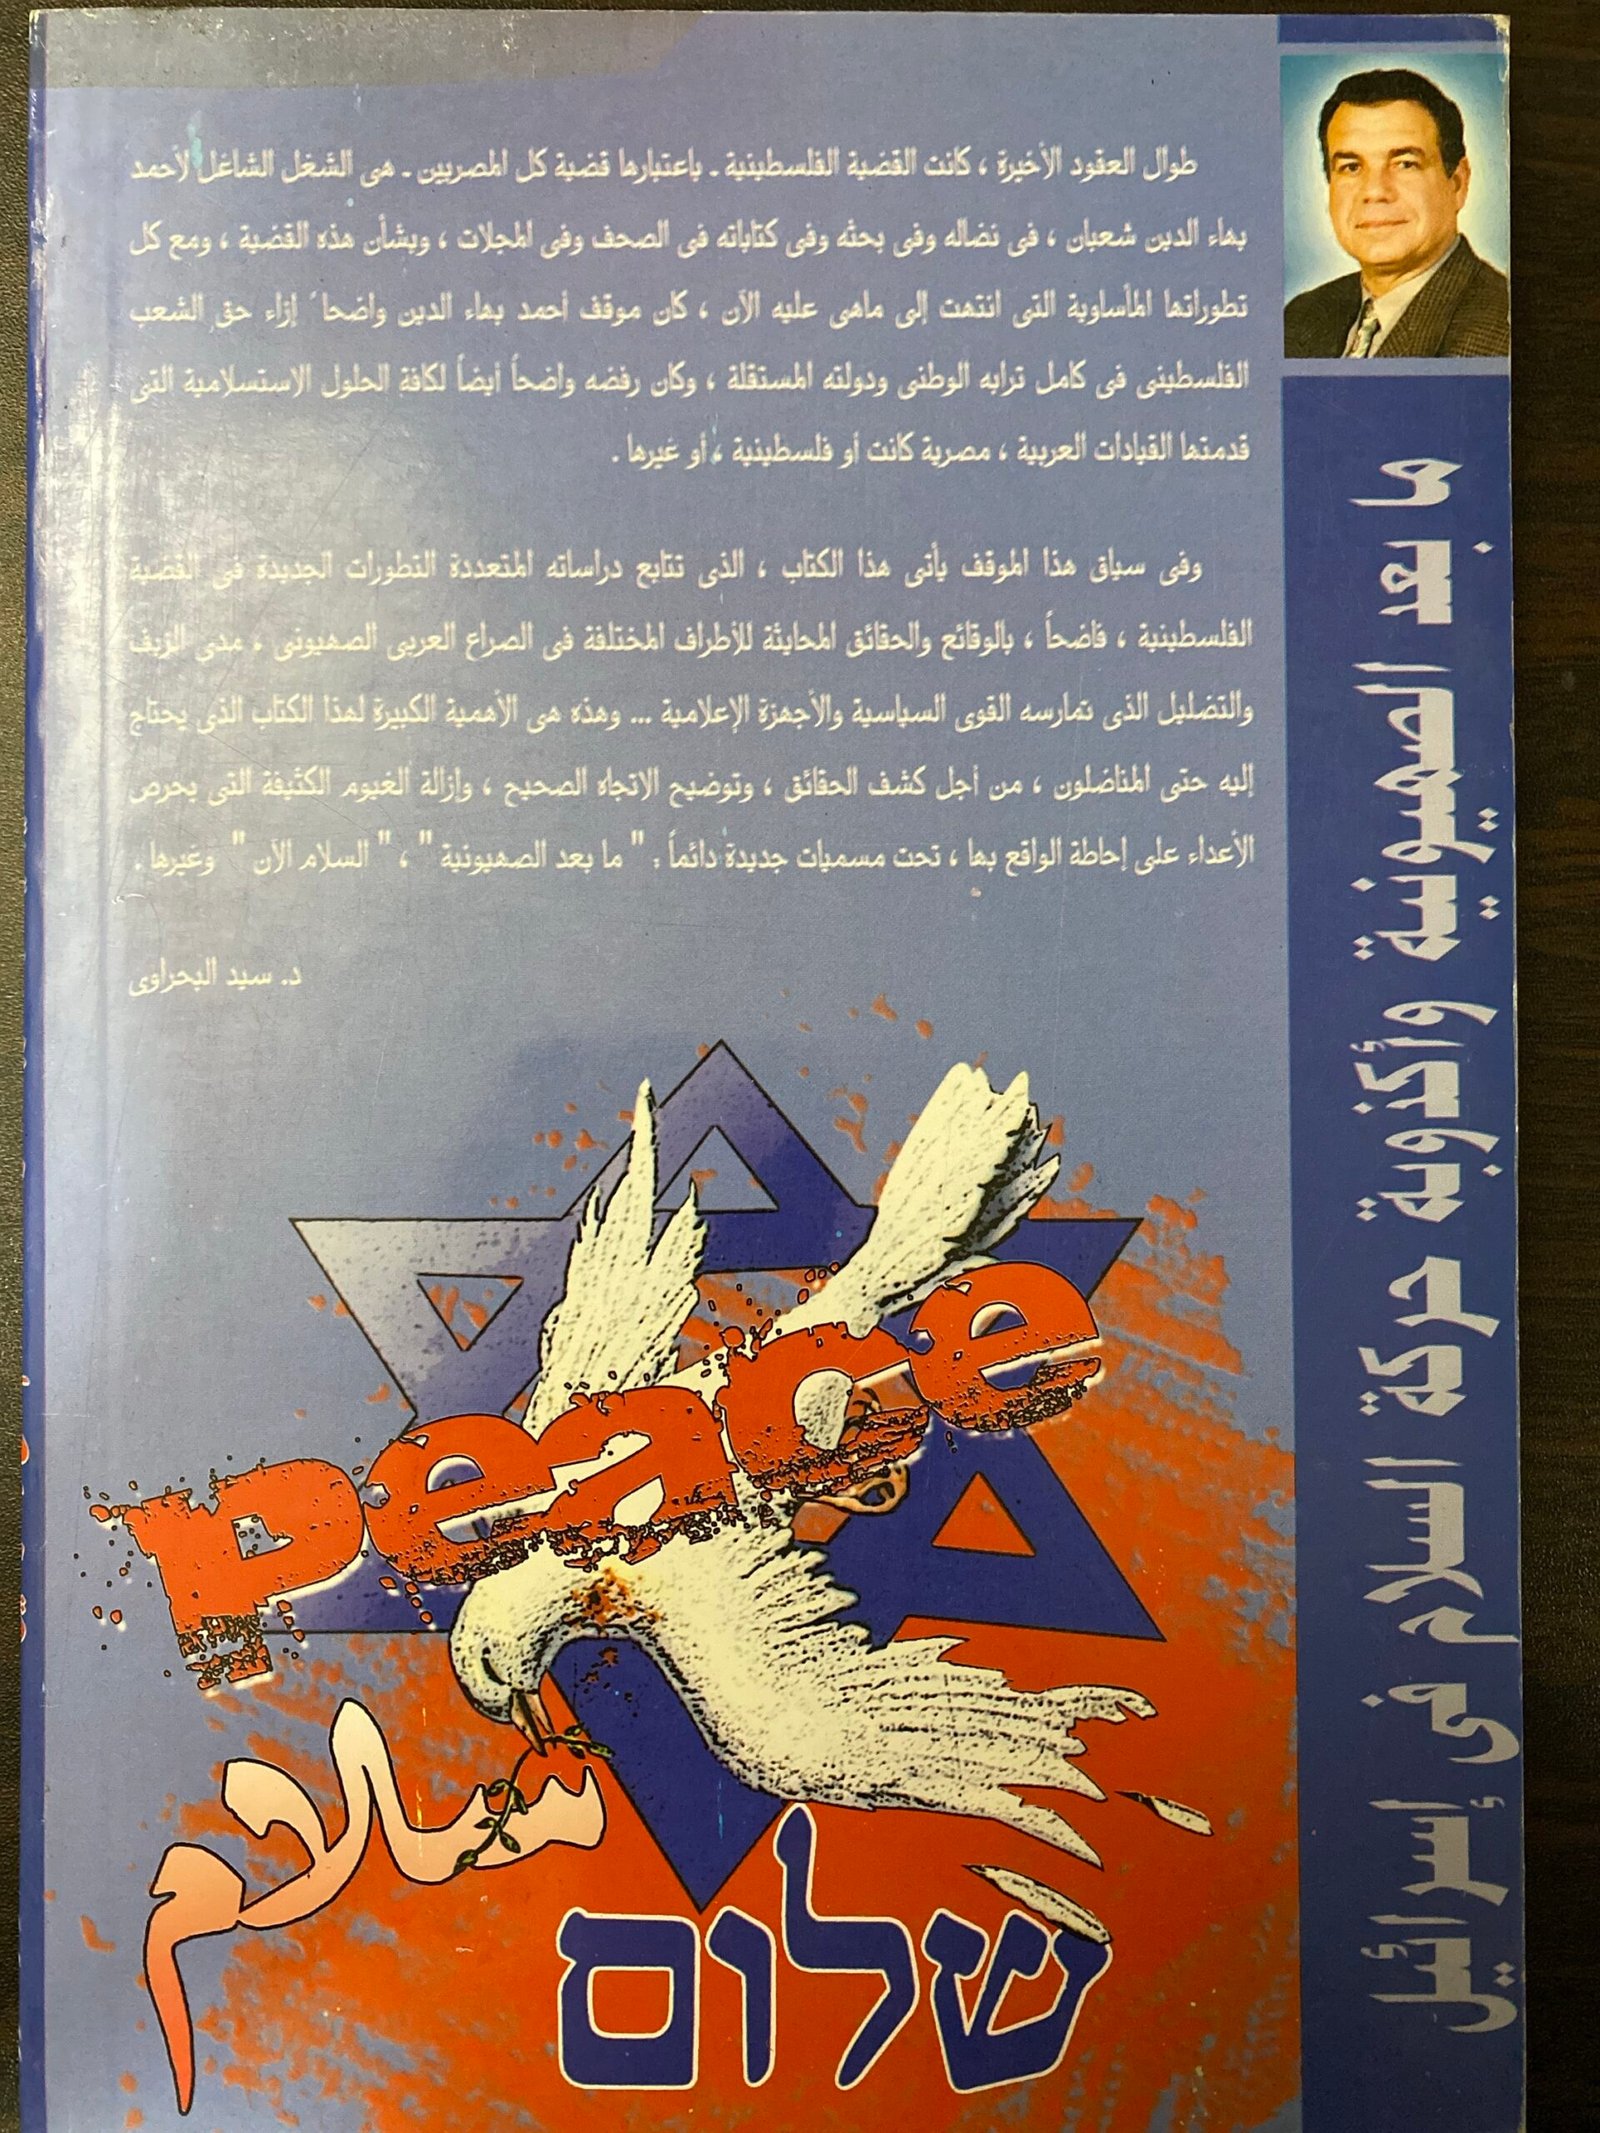 طوال العقود الأخيرة ، كانت القضية الفلسطينية ـ باعتبارها قضية كل المصريين ـ هى الشغل الشاغل لأحمد
بهاء الدين شعبان ، فى نضاله وفى بحثه وفى كتاباته فى الصحف وفى المجلات ، وبشأن هذه القضية ، ومع كل
تطوراتها المأساوية التى انتهت إلى ماهى عليه الآن ، كان موقف أحمد بهاء الدين واضحاً إزاء حق الشعب
الفلسطينى فى كامل ترابه الوطنى ودولته المستقلة ، وكان رفضه واضحاً أيضاً لكافة الحلول الاستسلامية التى
قدمتها القيادات العربية ، مصرية كانت أو فلسطينية ، أو غيرها .
وفى سياق هذا الموقف يأتى هذا الكتاب ، الذى تتابع دراساته المتعددة التطورات الجديدة فى القضية
الفلسطينية ، فاضحاً ، بالوقائع والحقائق المحايثة للأطراف المختلفة فى الصراع العربى الصهيونى ، مدى الزيف
والتضليل الذى تمارسه القوى السياسية والأجهزة الإعلامية ... وهذه هى الأهمية الكبيرة لهذا الكتاب الذى يحتاج
إليه حتى المناضلون ، من أجل كشف الحقائق ، وتوضيح الاتجاه الصحيح ، وإزالة الغيوم الكثيفة التى يحرص
الأعداء على إحاطة الواقع بها ، تحت مسميات جديدة دائماً : " ما بعد الصهيونية " ، " السلام الآن " وغيرها .
د. سيد البحراوى
ما بعد الصهيونية وأكذوبة حركة السلام فى إسرائيل
peace
سلام
שלום